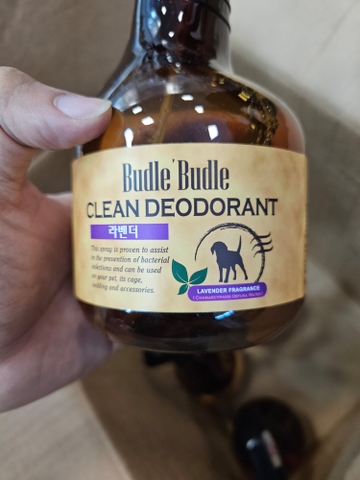 Budle'Budle
CLEAN DEODORANT
라벤더
This spray is proven to assist
in the prevention of bacterial
infections and can be used
on your pet, its cage,
bedding and accessories.
LAVENDER FRAGRANCE